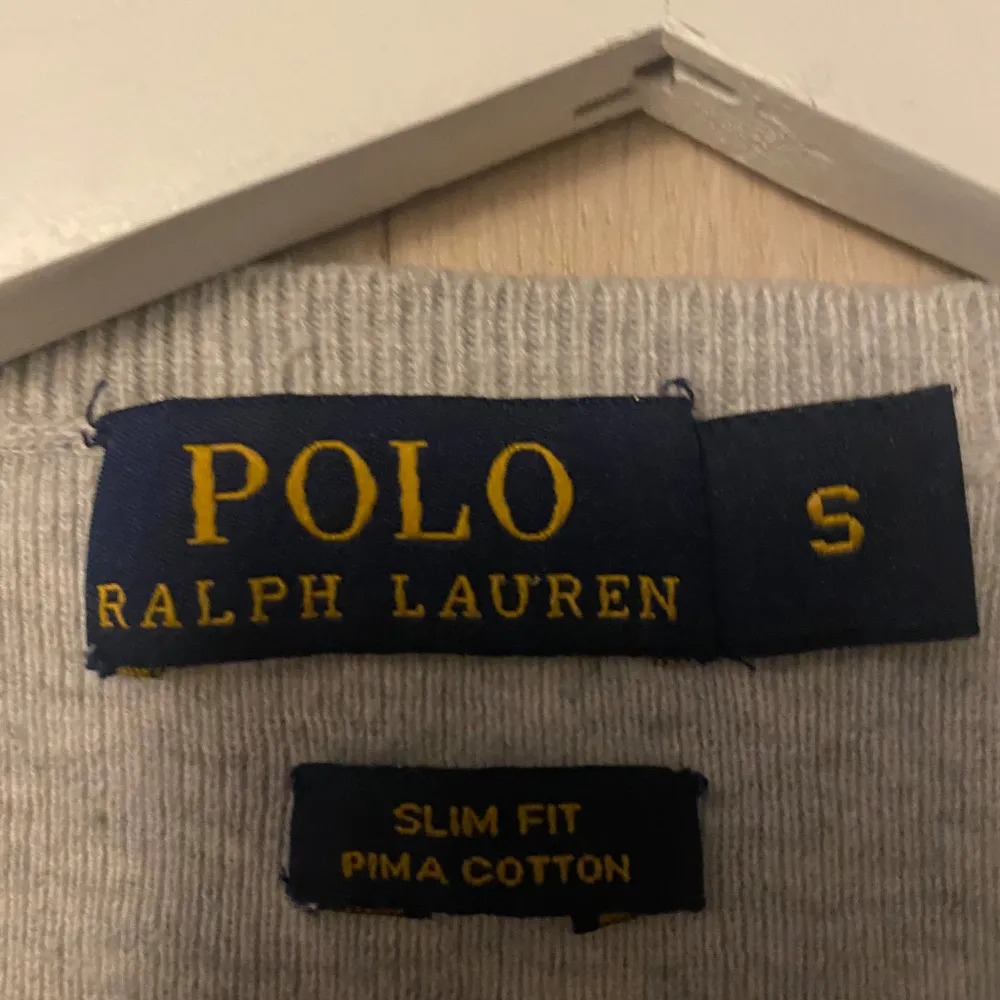 POLO
RALPH LAUREN
S
SLIM FIT
PIMA COTTON